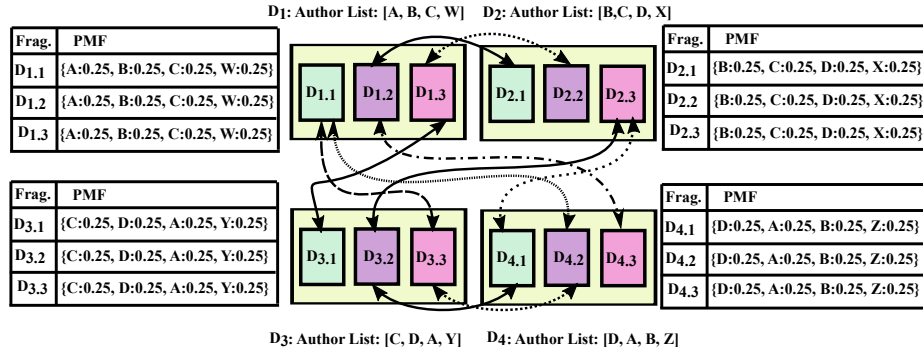 D1: Author List: [A, B, C, W]
D2: Author List: [B,C, D, X]
Frag. PMF
D1.1 {A:0.25, B:0.25, C:0.25, W:0.25}
D1.2 {A:0.25, B:0.25, C:0.25, W:0.25}
D1.3 {A:0.25, B:0.25, C:0.25, W:0.25}
D1.1 D1.2 D1.3
D2.1 D2.2 D2.3
Frag. PMF
D2.1 {B:0.25, C:0.25, D:0.25, X:0.25}
D2.2 {B:0.25, C:0.25, D:0.25, X:0.25}
D2.3 {B:0.25, C:0.25, D:0.25, X:0.25}
Frag. PMF
D3.1 {C:0.25, D:0.25, A:0.25, Y:0.25}
D3.2 {C:0.25, D:0.25, A:0.25, Y:0.25}
D3.3 {C:0.25, D:0.25, A:0.25, Y:0.25}
D3.1 D3.2 D3.3
D4.1 D4.2 D4.3
Frag. PMF
D4.1 {D:0.25, A:0.25, B:0.25, Z:0.25}
D4.2 {D:0.25, A:0.25, B:0.25, Z:0.25}
D4.3 {D:0.25, A:0.25, B:0.25, Z:0.25}
D3: Author List: [C, D, A, Y]
D4: Author List: [D, A, B, Z]